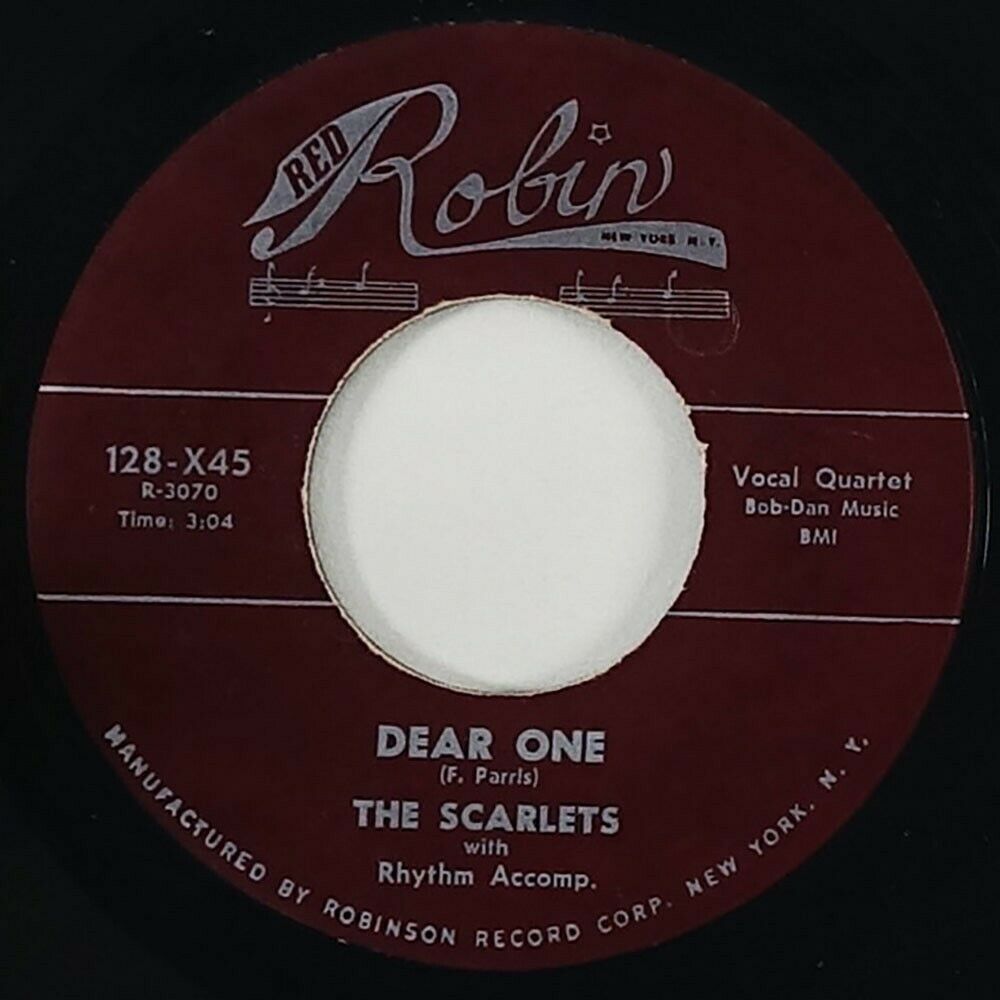 RED Robin
NEW YORK N.Y.
128-X45
R-3070
Time: 3:04
Vocal Quartet
Bob-Dan Music
BMI
DEAR ONE
(F. Parris)
THE SCARLETS
with
Rhythm Accomp.
MANUFACTURED BY ROBINSON RECORD CORP. NEW YORK, N. Y.